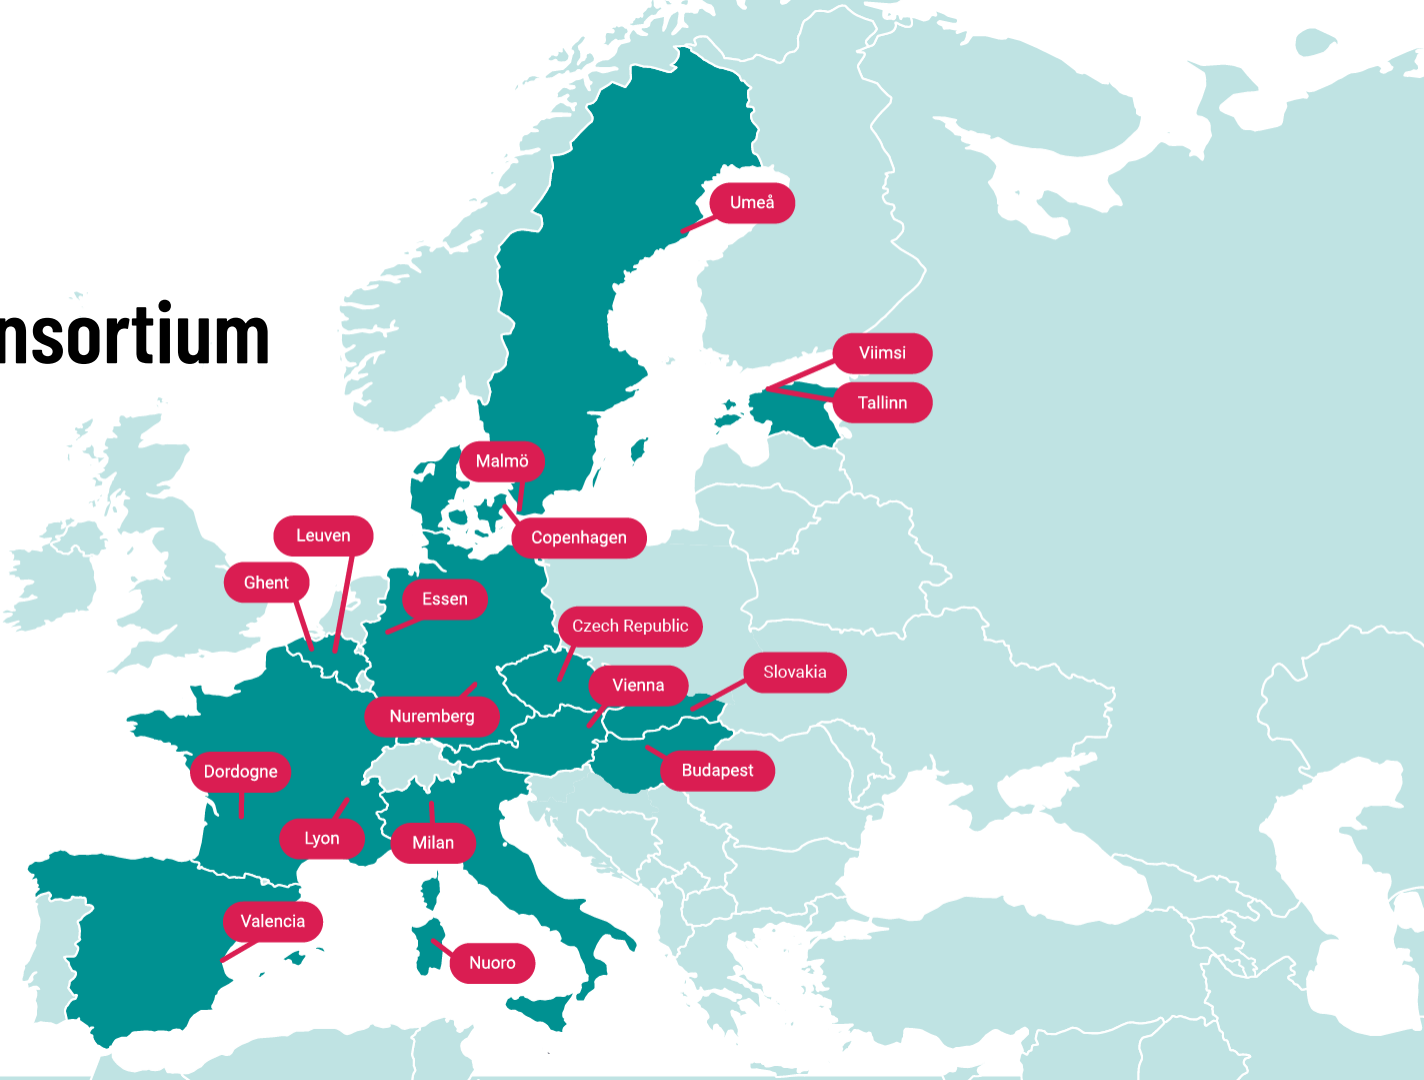 Umeå
nsortium
Viimsi
Tallinn
Malmö
Leuven
Copenhagen
Ghent
Essen
Czech Republic
Slovakia
Vienna
Nuremberg
Dordogne
Budapest
Lyon
Milan
Valencia
Nuoro